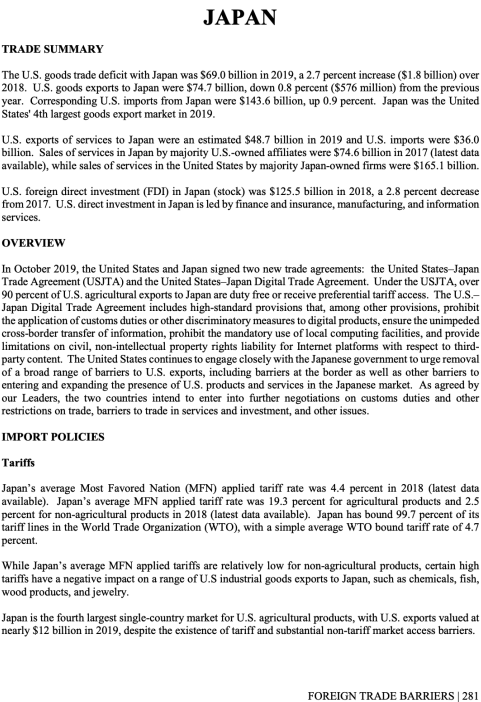 JAPAN
TRADE SUMMARY
The U.S. goods trade deficit with Japan was $69.0 billion in 2019, a 2.7 percent increase ($1.8 billion) over
2018.  U.S. goods exports to Japan were $74.7 billion, down 0.8 percent ($576 million) from the previous
year.  Corresponding U.S. imports from Japan were $143.6 billion, up 0.9 percent.  Japan was the United
States' 4th largest goods export market in 2019.
U.S. exports of services to Japan were an estimated $48.7 billion in 2019 and U.S. imports were $36.0
billion.  Sales of services in Japan by majority U.S.-owned affiliates were $74.6 billion in 2017 (latest data
available), while sales of services in the United States by majority Japan-owned firms were $165.1 billion.
U.S. foreign direct investment (FDI) in Japan (stock) was $125.5 billion in 2018, a 2.8 percent decrease
from 2017.  U.S. direct investment in Japan is led by finance and insurance, manufacturing, and information
services.
OVERVIEW
In October 2019, the United States and Japan signed two new trade agreements:  the United States–Japan
Trade Agreement (USJTA) and the United States–Japan Digital Trade Agreement.  Under the USJTA, over
90 percent of U.S. agricultural exports to Japan are duty free or receive preferential tariff access.  The U.S.–
Japan Digital Trade Agreement includes high-standard provisions that, among other provisions, prohibit
the application of customs duties or other discriminatory measures to digital products, ensure the unimpeded
cross-border transfer of information, prohibit the mandatory use of local computing facilities, and provide
limitations on civil, non-intellectual property rights liability for Internet platforms with respect to third-
party content.  The United States continues to engage closely with the Japanese government to urge removal
of a broad range of barriers to U.S. exports, including barriers at the border as well as other barriers to
entering and expanding the presence of U.S. products and services in the Japanese market.  As agreed by
our Leaders, the two countries intend to enter into further negotiations on customs duties and other
restrictions on trade, barriers to trade in services and investment, and other issues.
IMPORT POLICIES
Tariffs
Japan’s average Most Favored Nation (MFN) applied tariff rate was 4.4 percent in 2018 (latest data
available).  Japan’s average MFN applied tariff rate was 19.3 percent for agricultural products and 2.5
percent for non-agricultural products in 2018 (latest data available).  Japan has bound 99.7 percent of its
tariff lines in the World Trade Organization (WTO), with a simple average WTO bound tariff rate of 4.7
percent.
While Japan’s average MFN applied tariffs are relatively low for non-agricultural products, certain high
tariffs have a negative impact on a range of U.S industrial goods exports to Japan, such as chemicals, fish,
wood products, and jewelry.
Japan is the fourth largest single-country market for U.S. agricultural products, with U.S. exports valued at
nearly $12 billion in 2019, despite the existence of tariff and substantial non-tariff market access barriers.
FOREIGN TRADE BARRIERS | 281